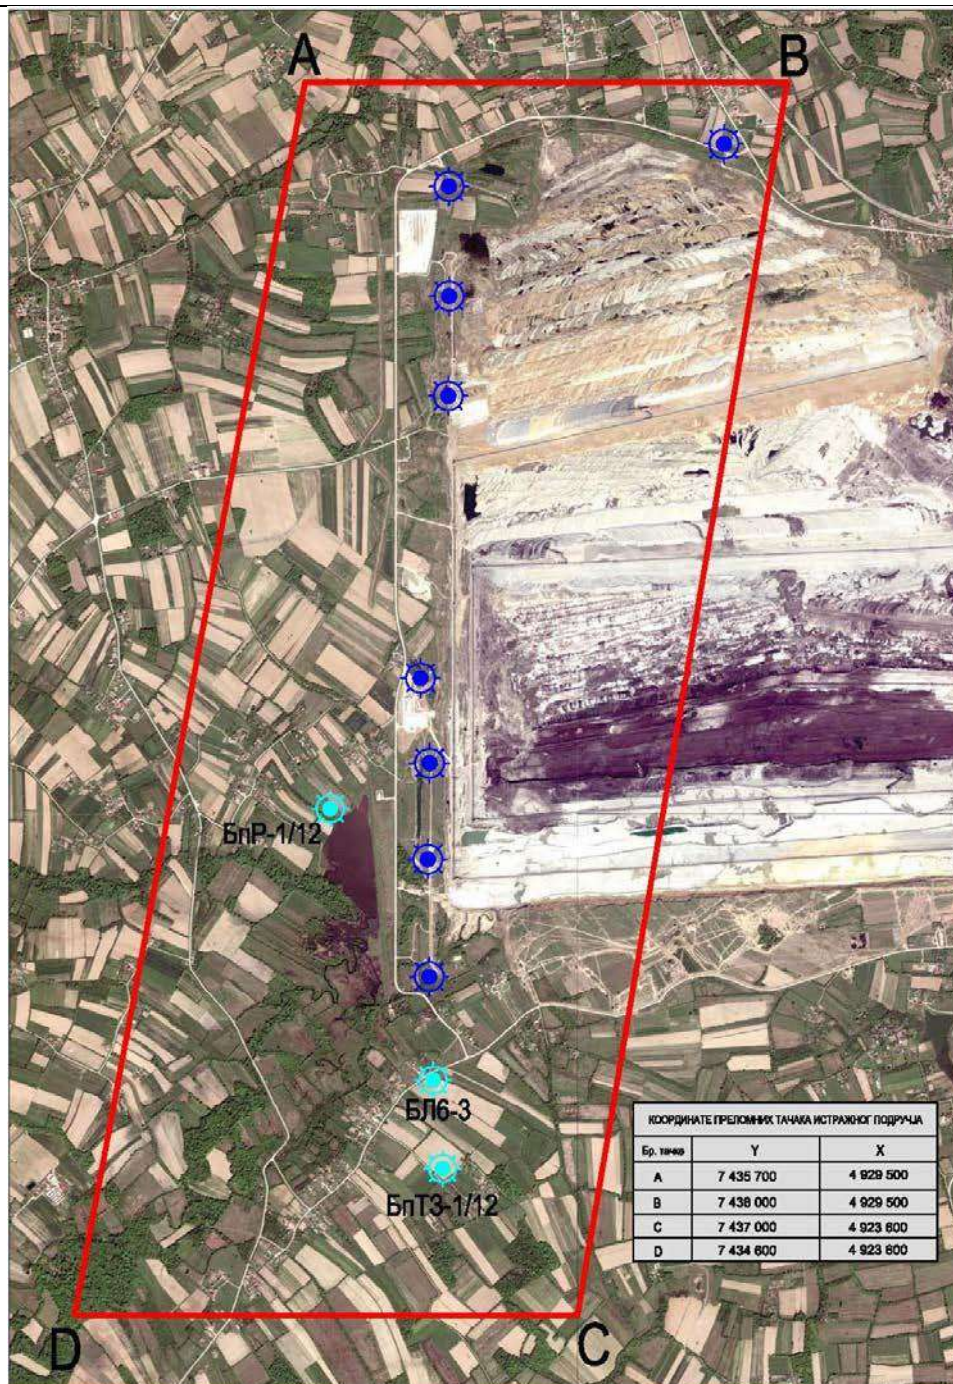 A
B
БпР-1/12
БЛ6-3
БпТЗ-1/12
КООРДИНАТЕ ПРЕЛОМНИХ ТАЧАКА ИСТРАЖНОГ ПОДРУЧЈА
Бр. тачке Y X
A 7 435 700 4 929 500
B 7 438 000 4 929 500
C 7 437 000 4 923 600
D 7 434 600 4 923 600
D
C